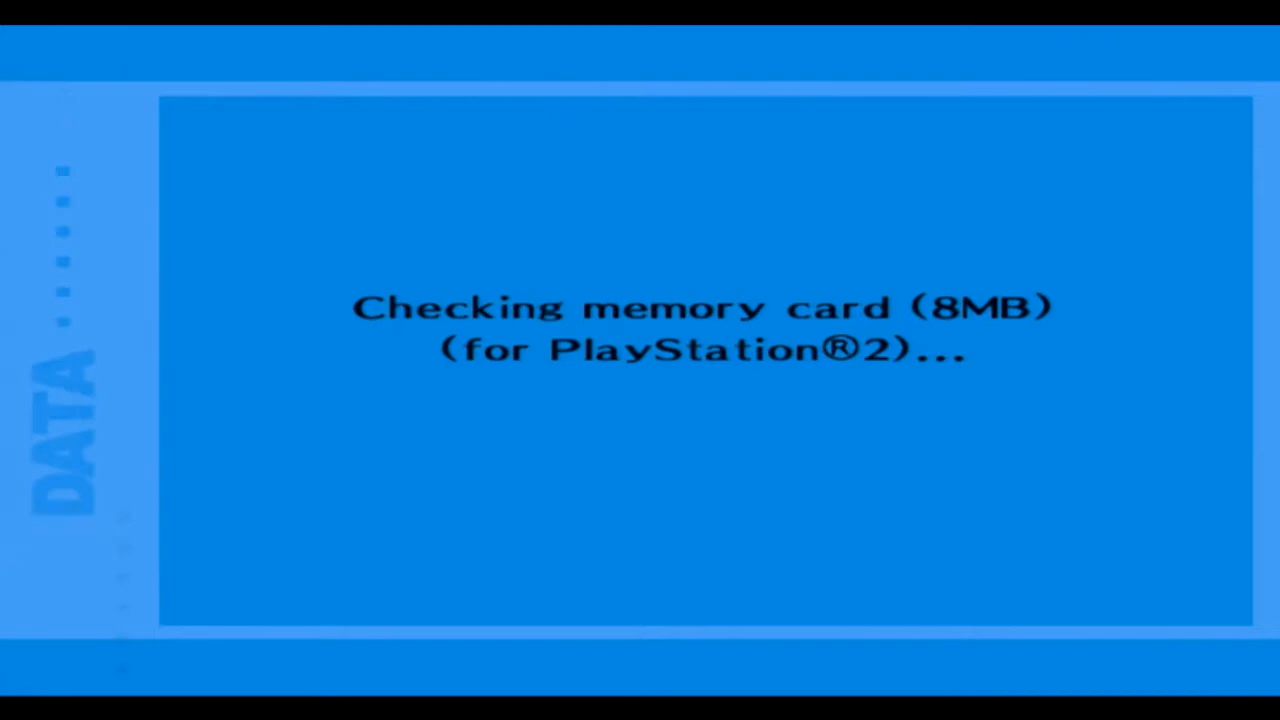 Checking memory card (8MB)
(for PlayStation®2)...
DATA ......